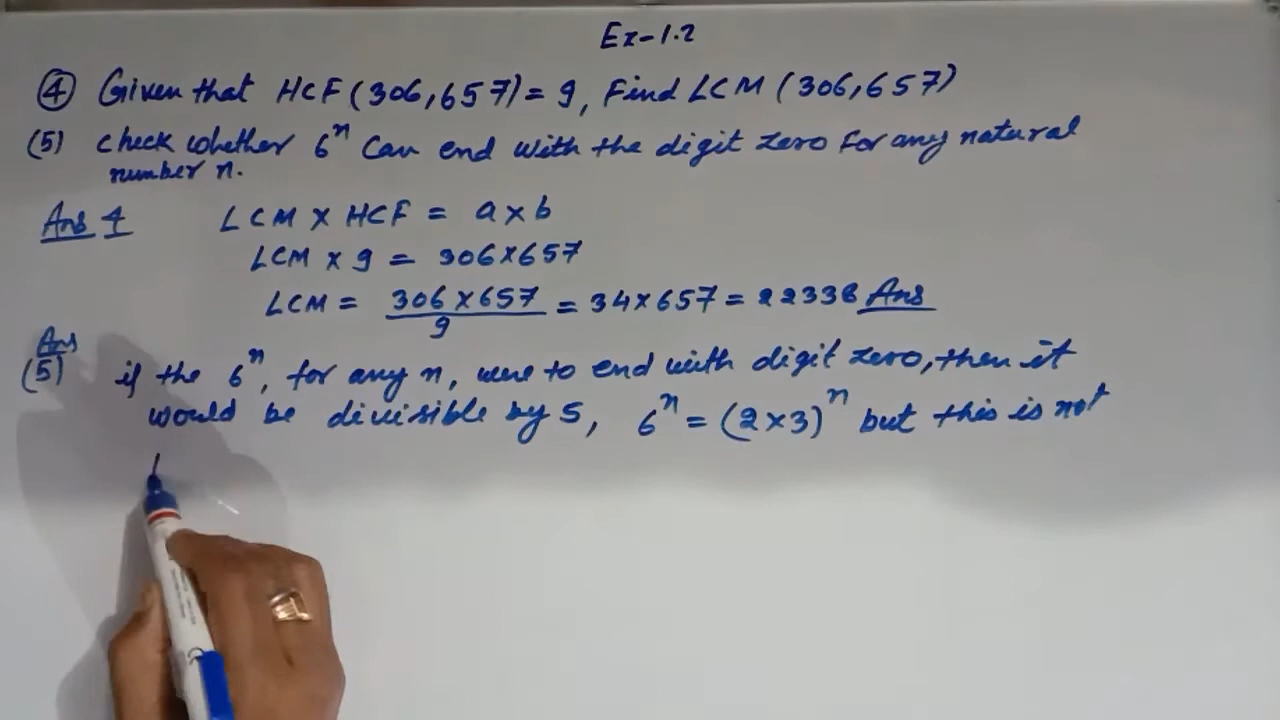 Ex-1.2
④ Given that HCF(306,657)=9, Find LCM (306,657)
(5) check whether 6ⁿ Can end with the digit zero for any natural
number n.
Ans 4 LCM × HCF = a×b
LCM × 9 = 306×657
LCM = 306×657/9 = 34×657 = 22338 Ans
Ans
(5) if the 6ⁿ, for any n, were to end with digit zero, then it
would be divisible by 5, 6ⁿ = (2×3)ⁿ but this is not